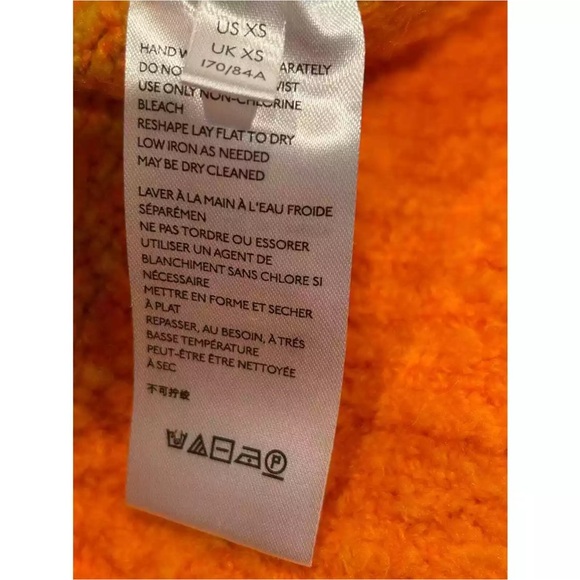 US XS
UK XS
170/84A
HAND W ARATELY
DO NO IST
USE ONLY NON-CHLORINE
BLEACH
RESHAPE LAY FLAT TO DRY
LOW IRON AS NEEDED
MAY BE DRY CLEANED
LAVER À LA MAIN À L'EAU FROIDE
SÉPARÉMEN
NE PAS TORDRE OU ESSORER
UTILISER UN AGENT DE
BLANCHIMENT SANS CHLORE SI
NÉCESSAIRE
METTRE EN FORME ET SECHER
À PLAT
REPASSER, AU BESOIN, À TRÉS
BASSE TEMPÉRATURE
PEUT-ÊTRE ÊTRE NETTOYÉE
À SEC
不可拧绞
P